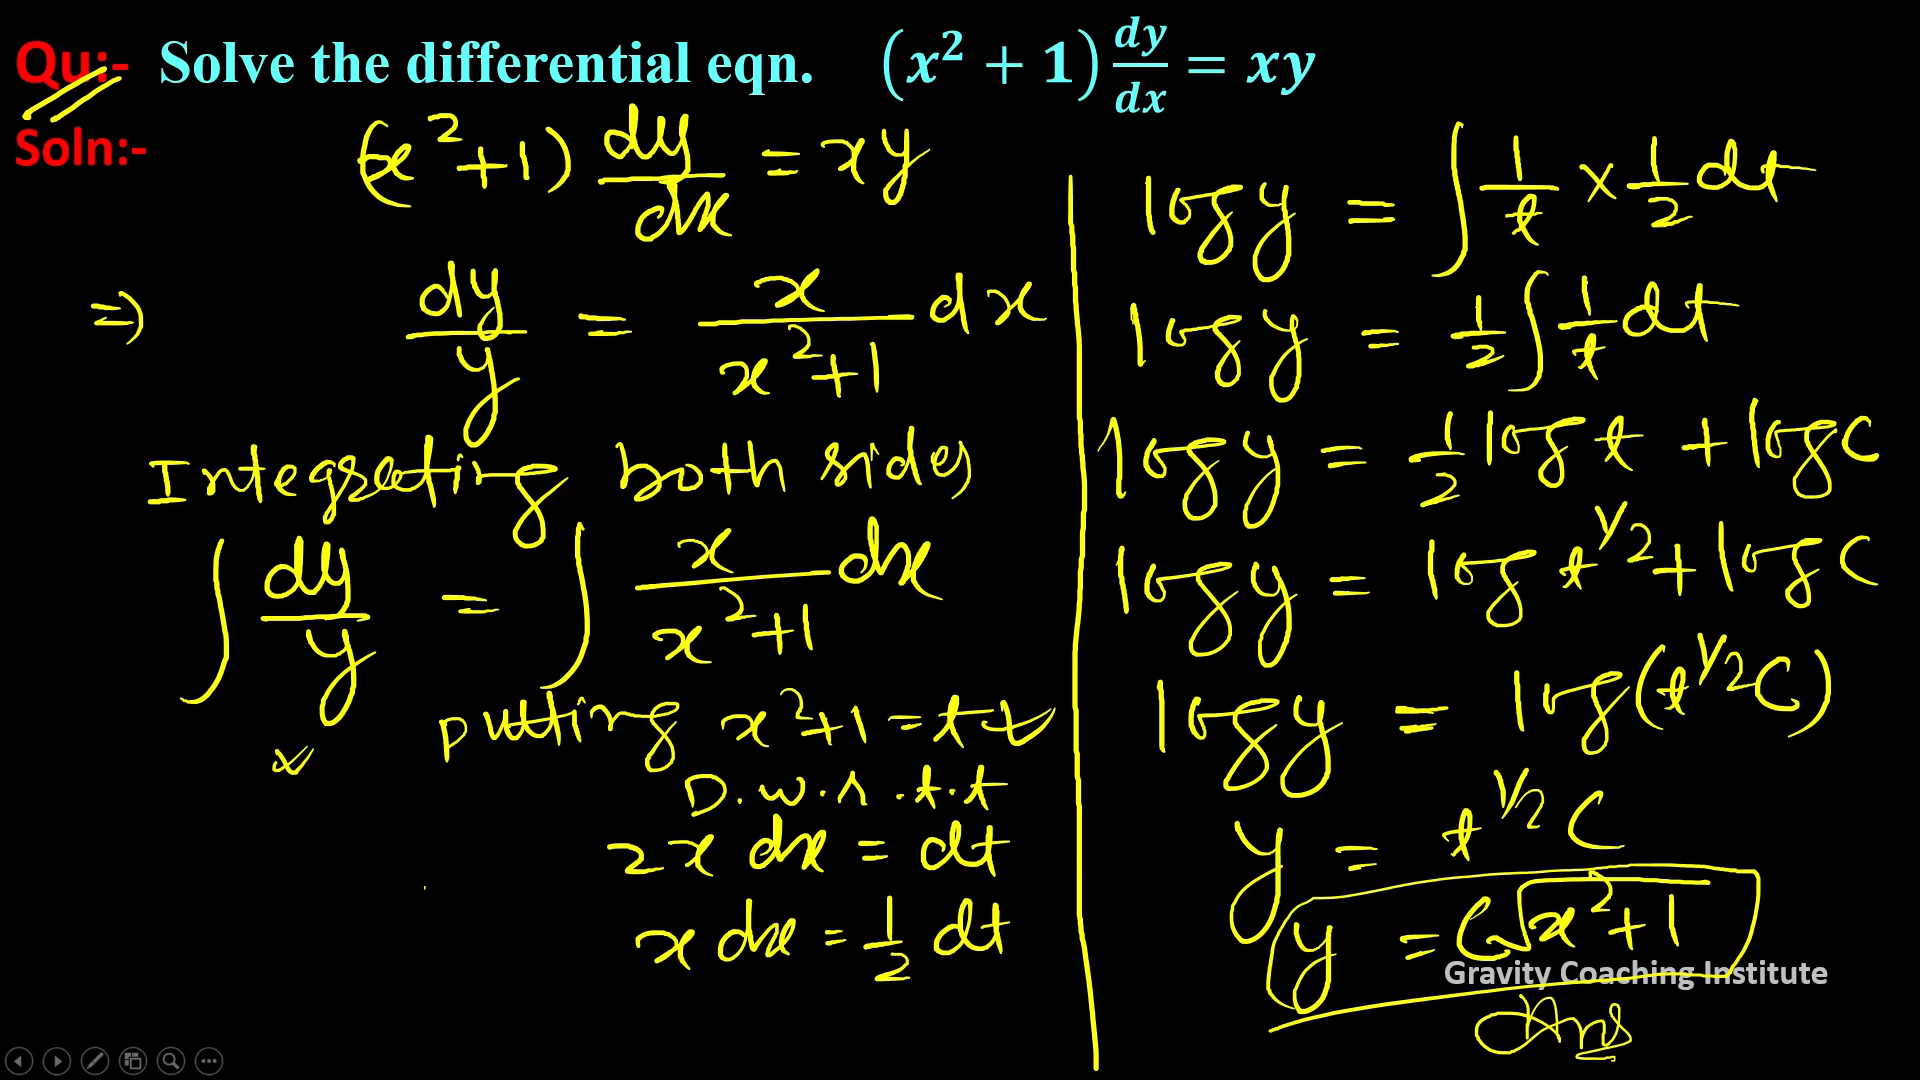 Qu:- Solve the differential eqn. (x² + 1) dy/dx = xy
Soln:-
(x²+1) dy/dx = xy
=> dy/y = x/(x²+1) dx
Integrating both sides
∫ dy/y = ∫ x/(x²+1) dx
putting x²+1 = t
D.w.r.t.t
2x dx = dt
x dx = 1/2 dt
log y = ∫ 1/t × 1/2 dt
log y = 1/2 ∫ 1/t dt
log y = 1/2 log t + log C
log y = log t^1/2 + log C
log y = log(t^1/2 C)
y = t^1/2 C
y = C√(x²+1)
Gravity Coaching Institute
Ans